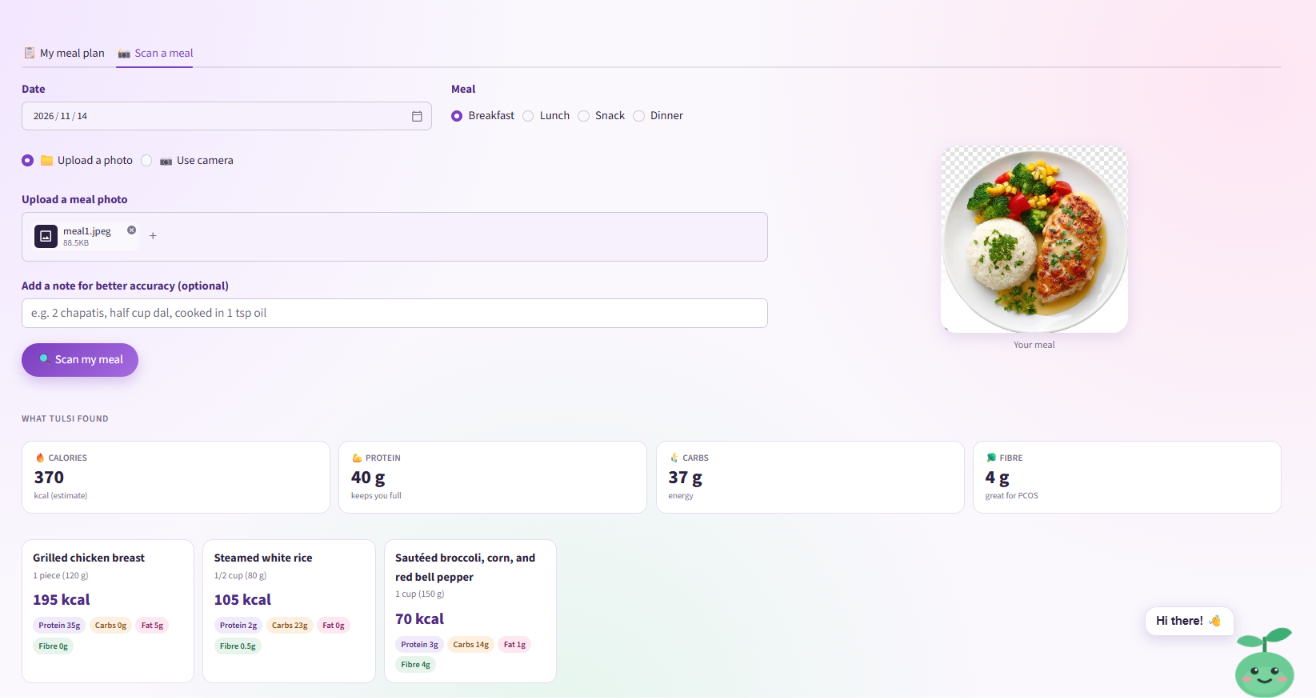 My meal plan
Scan a meal
Date
Meal
2026/11/14
Breakfast
Lunch
Snack
Dinner
Upload a photo
Use camera
Upload a meal photo
meal1.jpeg
88.5KB
+
Add a note for better accuracy (optional)
e.g. 2 chapatis, half cup dal, cooked in 1 tsp oil
Your meal
Scan my meal
WHAT TULSI FOUND
CALORIES
370
kcal (estimate)
PROTEIN
40 g
keeps you full
CARBS
37 g
energy
FIBRE
4 g
great for PCOS
Grilled chicken breast
1 piece (120 g)
195 kcal
Protein 35g
Carbs 0g
Fat 5g
Fibre 0g
Steamed white rice
1/2 cup (80 g)
105 kcal
Protein 2g
Carbs 23g
Fat 0g
Fibre 0.5g
Sautéed broccoli, corn, and
red bell pepper
1 cup (150 g)
70 kcal
Protein 3g
Carbs 14g
Fat 1g
Fibre 4g
Hi there!